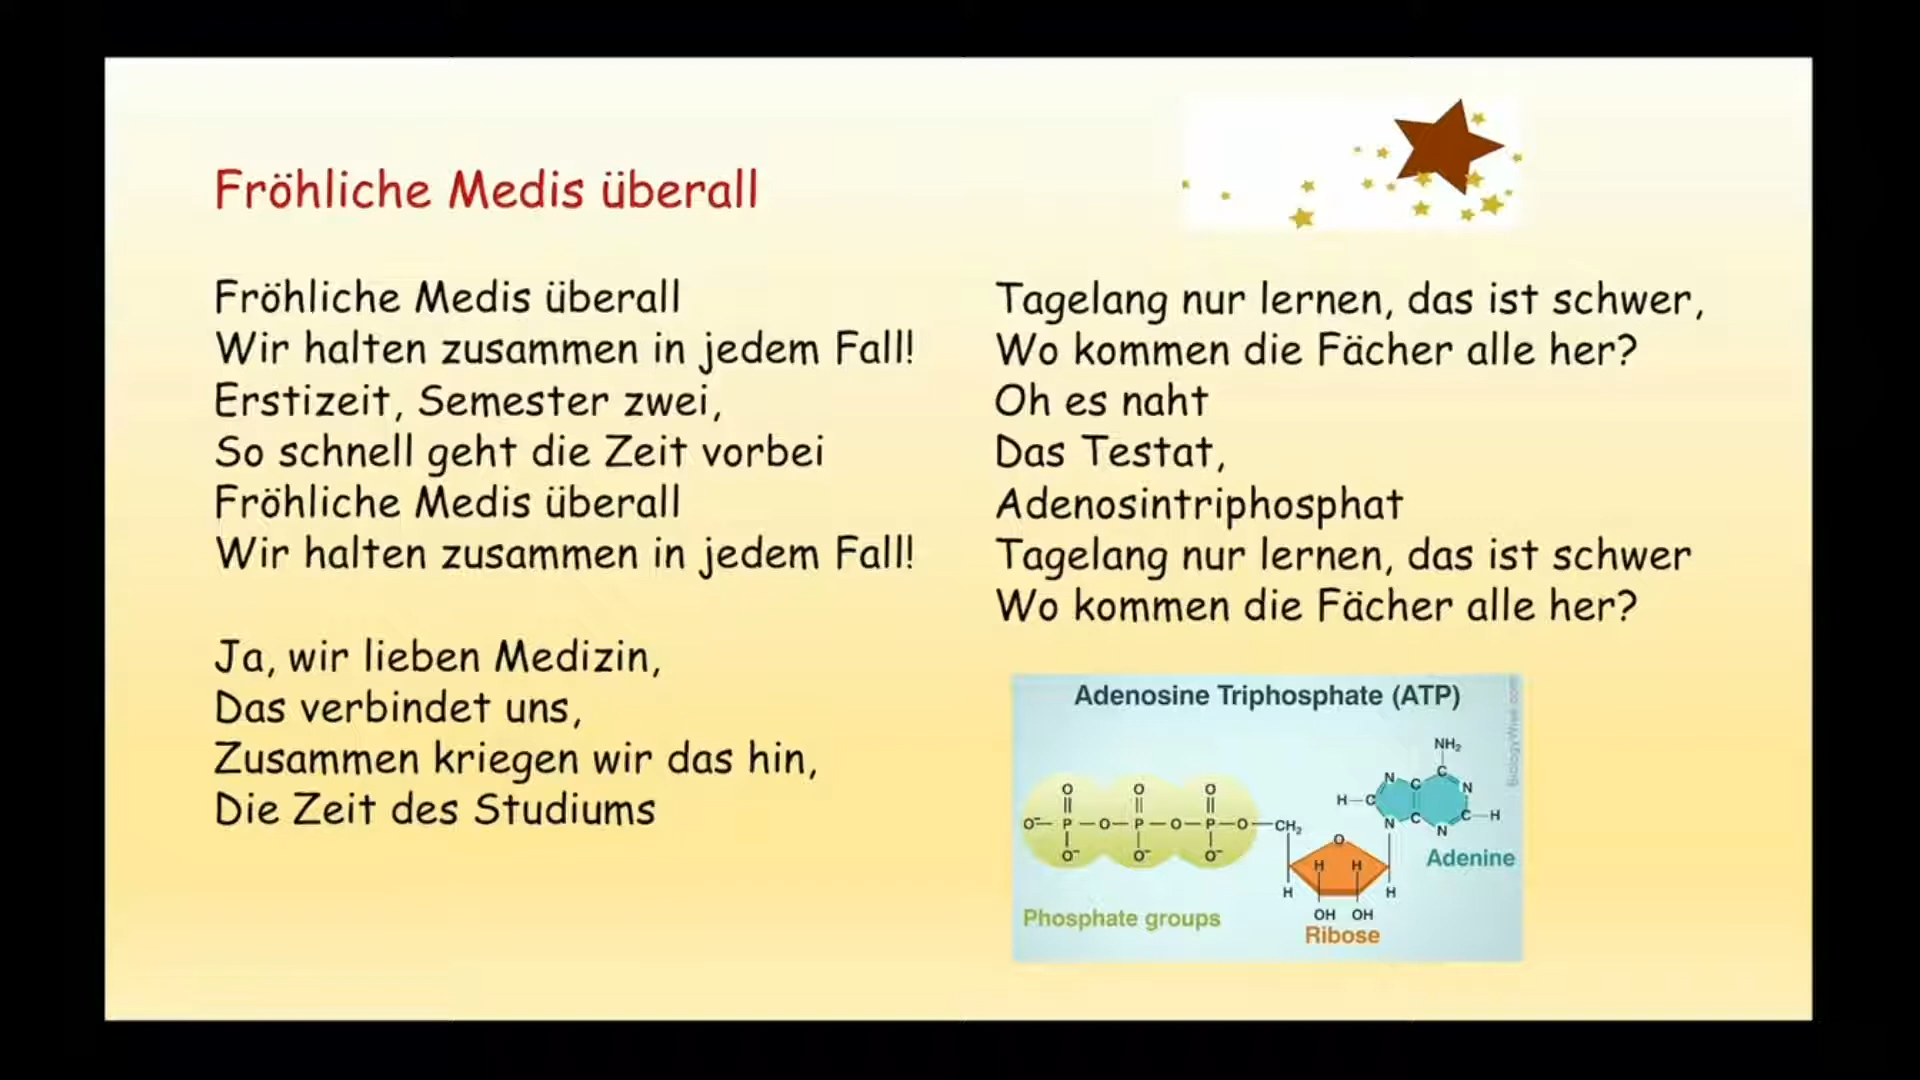 Fröhliche Medis überall
Fröhliche Medis überall
Wir halten zusammen in jedem Fall!
Erstizeit, Semester zwei,
So schnell geht die Zeit vorbei
Fröhliche Medis überall
Wir halten zusammen in jedem Fall!
Ja, wir lieben Medizin,
Das verbindet uns,
Zusammen kriegen wir das hin,
Die Zeit des Studiums
Tagelang nur lernen, das ist schwer,
Wo kommen die Fächer alle her?
Oh es naht
Das Testat,
Adenosintriphosphat
Tagelang nur lernen, das ist schwer
Wo kommen die Fächer alle her?
Adenosine Triphosphate (ATP)
BiologyWise.com
NH₂
N C C N
H—C C—H
N C N
O O O
O⁻—P—O—P—O—P—O—CH₂
O⁻ O⁻ O⁻
O
H H
H H
OH OH
Adenine
Phosphate groups
Ribose